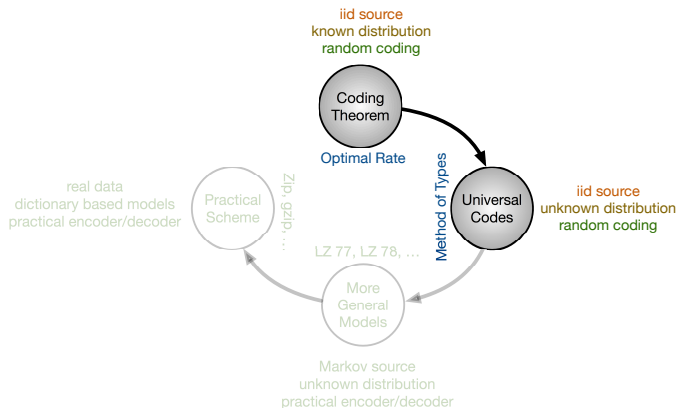 iid source
known distribution
random coding
Coding
Theorem
Optimal Rate
Method of Types
Universal
Codes
iid source
unknown distribution
random coding
real data
dictionary based models
practical encoder/decoder
Practical
Scheme
Zip, gzip, …
LZ 77, LZ 78, …
More
General
Models
Markov source
unknown distribution
practical encoder/decoder